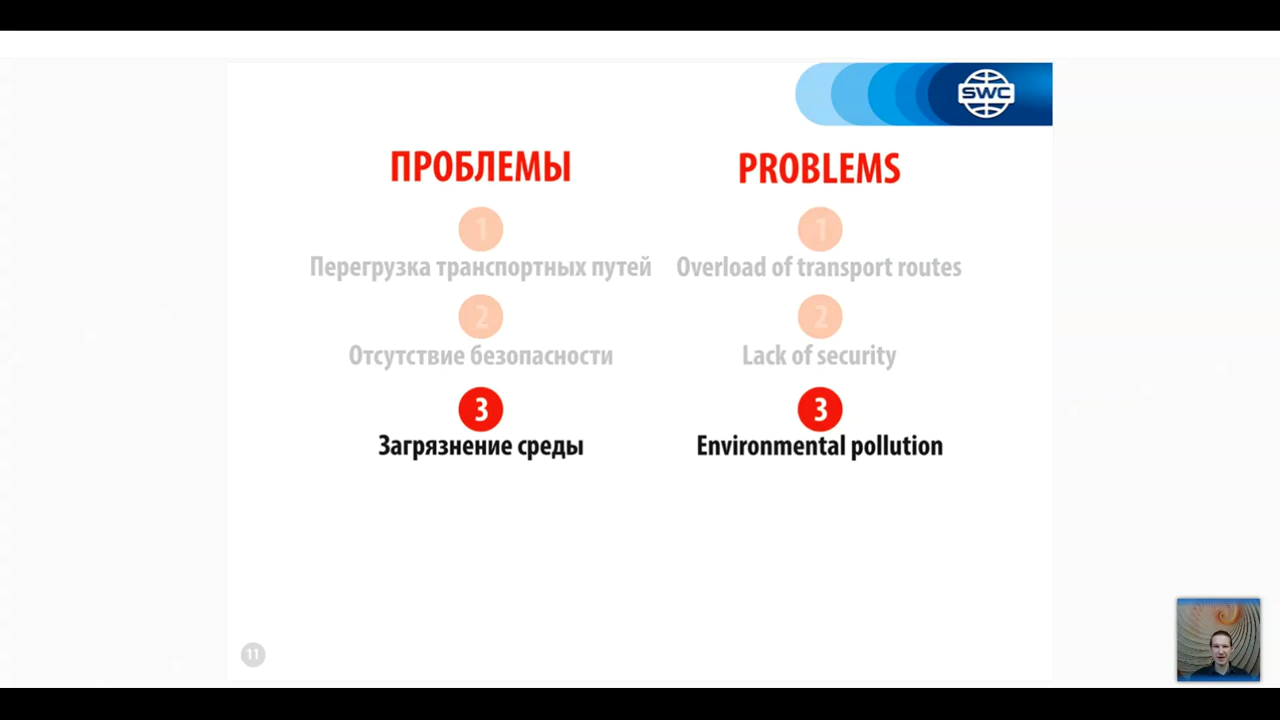 SWC
ПРОБЛЕМЫ
1
Перегрузка транспортных путей
2
Отсутствие безопасности
3
Загрязнение среды
PROBLEMS
1
Overload of transport routes
2
Lack of security
3
Environmental pollution
11